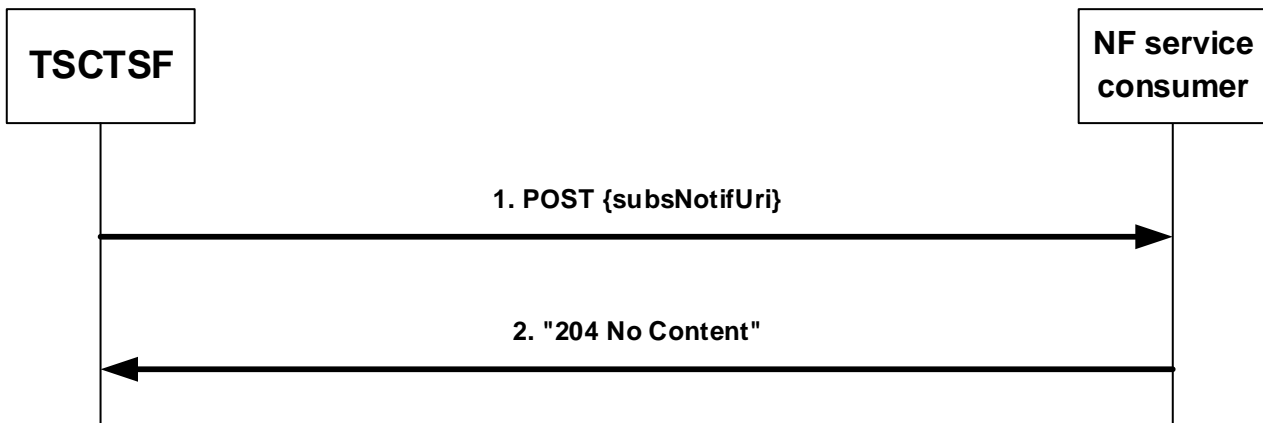 TSCTSF
NF service
consumer
1. POST {subsNotifUri}
2. "204 No Content"